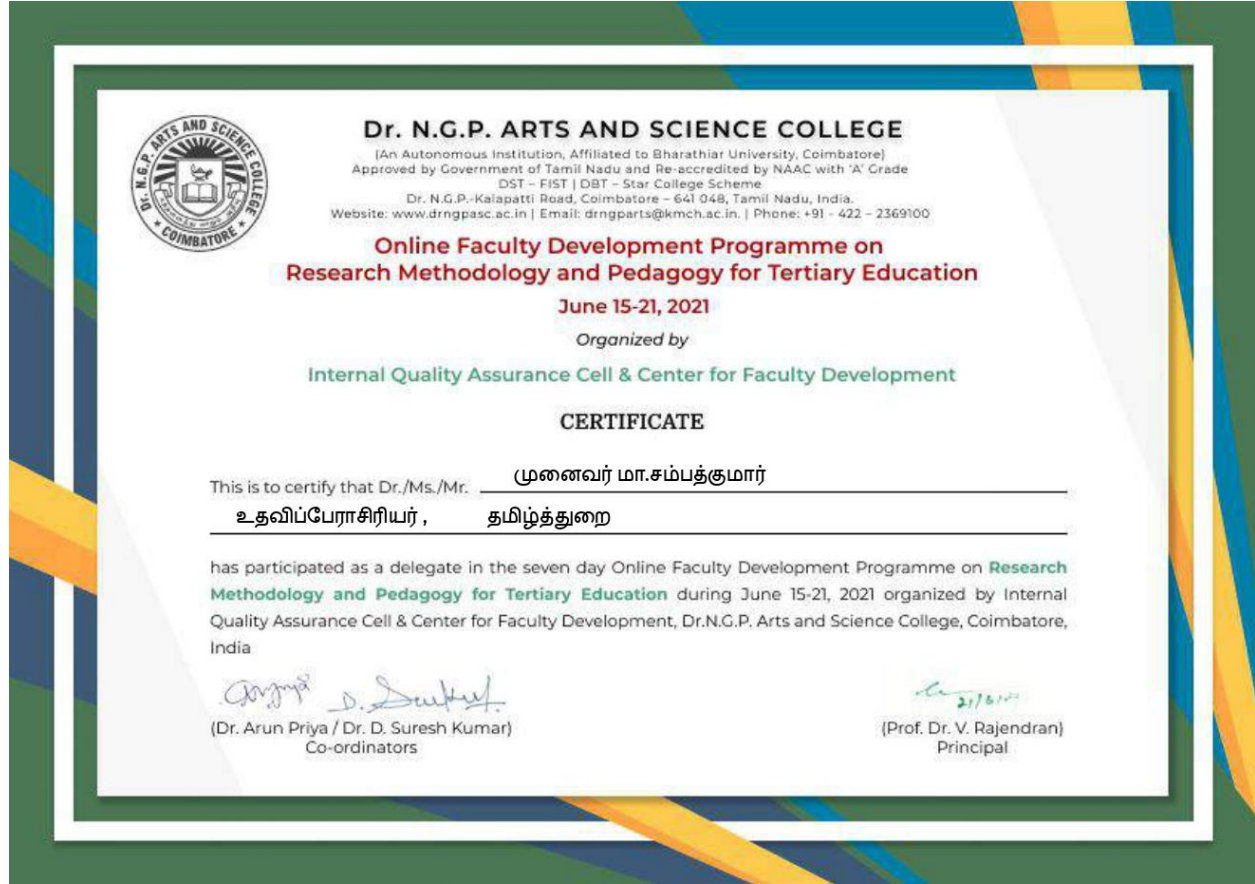 Dr. N.G.P. ARTS AND SCIENCE COLLEGE
(An Autonomous Institution, Affiliated to Bharathiar University, Coimbatore)
Approved by Government of Tamil Nadu and Re-accredited by NAAC with 'A' Grade
DST – FIST | DBT – Star College Scheme
Dr. N.G.P.-Kalapatti Road, Coimbatore – 641 048, Tamil Nadu, India.
Website: www.drngpasc.ac.in | Email: drngparts@kmch.ac.in. | Phone: +91 - 422 – 2369100
DR. N.G.P. ARTS AND SCIENCE COLLEGE
COIMBATORE
Online Faculty Development Programme on
Research Methodology and Pedagogy for Tertiary Education
June 15-21, 2021
Organized by
Internal Quality Assurance Cell & Center for Faculty Development
CERTIFICATE
This is to certify that Dr./Ms./Mr. முனைவர் மா.சம்பத்குமார்
உதவிப்பேராசிரியர் , தமிழ்த்துறை
has participated as a delegate in the seven day Online Faculty Development Programme on Research
Methodology and Pedagogy for Tertiary Education during June 15-21, 2021 organized by Internal
Quality Assurance Cell & Center for Faculty Development, Dr.N.G.P. Arts and Science College, Coimbatore,
India
(Dr. Arun Priya / Dr. D. Suresh Kumar)
Co-ordinators
(Prof. Dr. V. Rajendran)
Principal